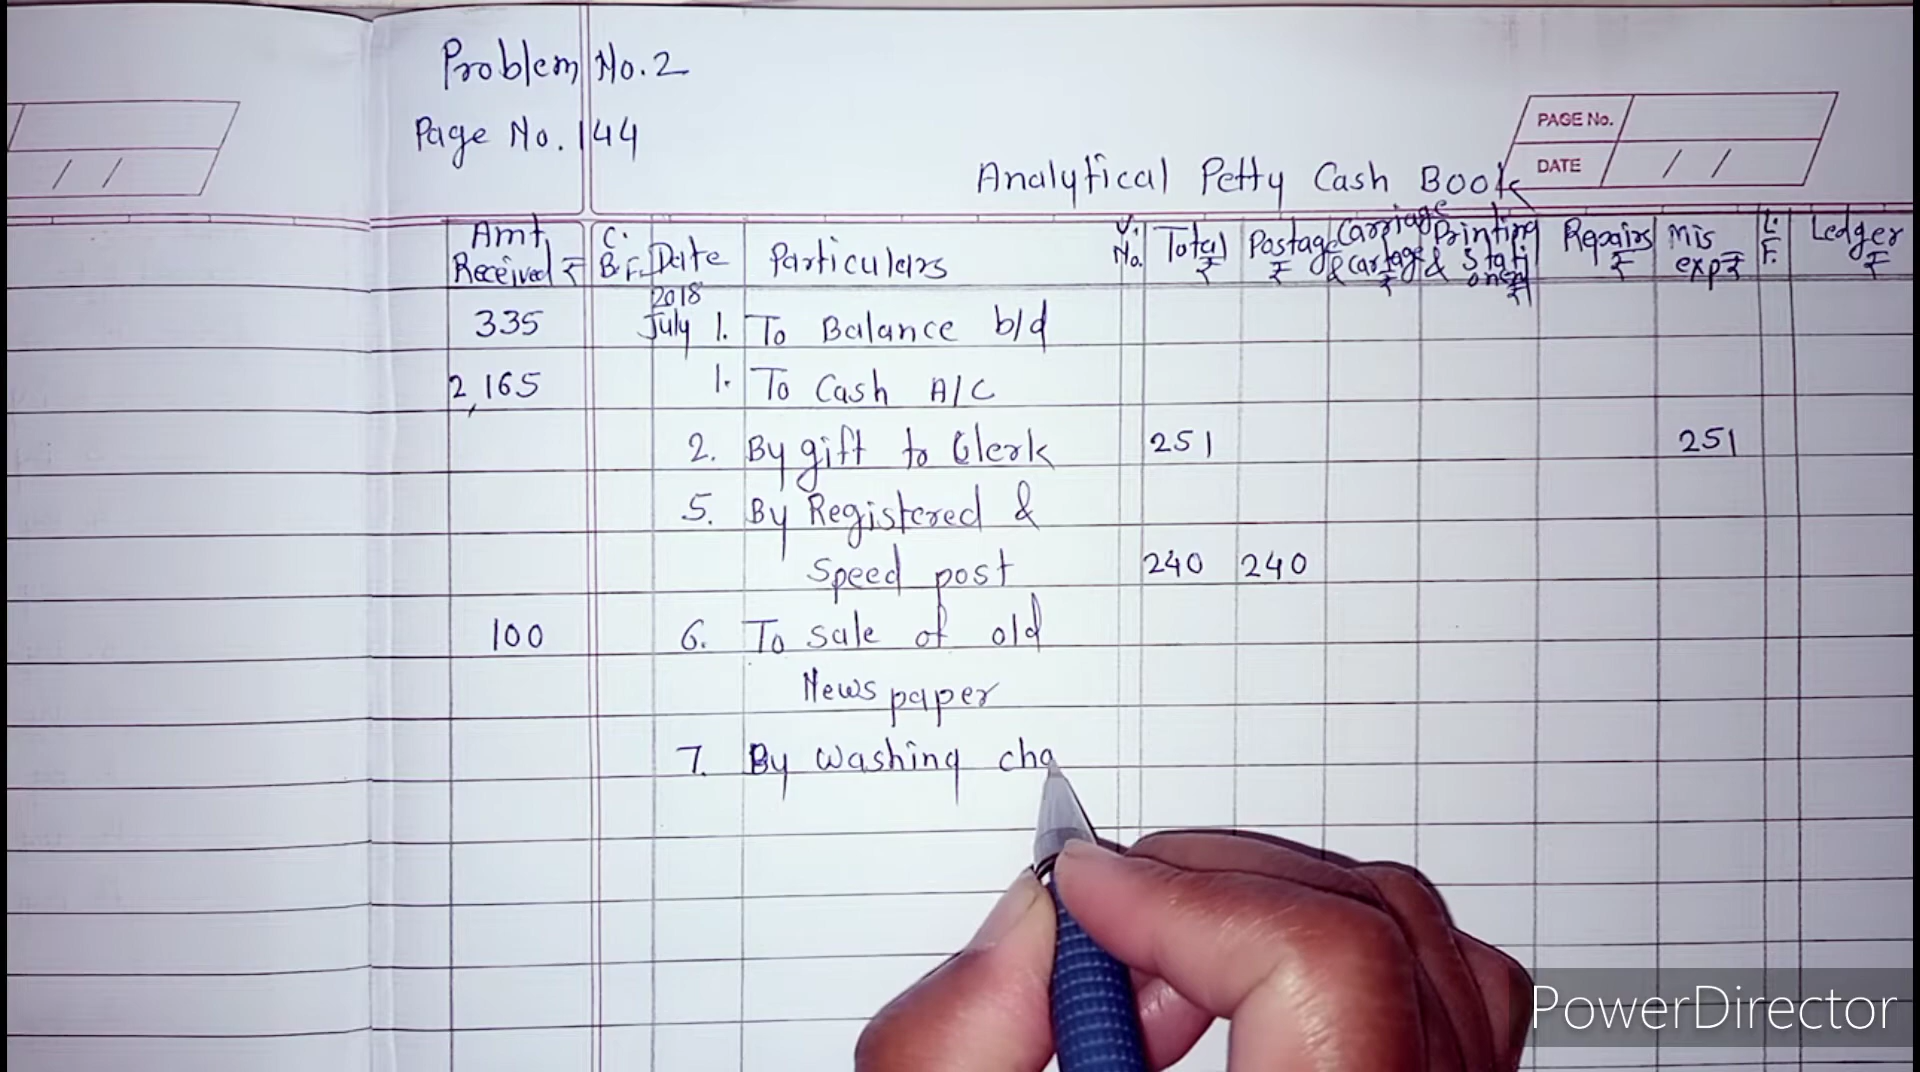 Problem No. 2
Page No. 144
PAGE No.
DATE / /
/ /
Analytical Petty Cash Book
Amt Received ₹ C. B. F. Date Particulars V. No. Total ₹ Postage ₹ Carriage & Cartage ₹ Printing & Stationery ₹ Repairs ₹ Mis exp ₹ L. F. Ledger ₹
2018
335 July 1. To Balance b/d
2,165 1. To Cash A/C
2. By gift to Clerk 251 251
5. By Registered &
Speed post 240 240
100 6. To Sale of old
News paper
7. By Washing cha
PowerDirector